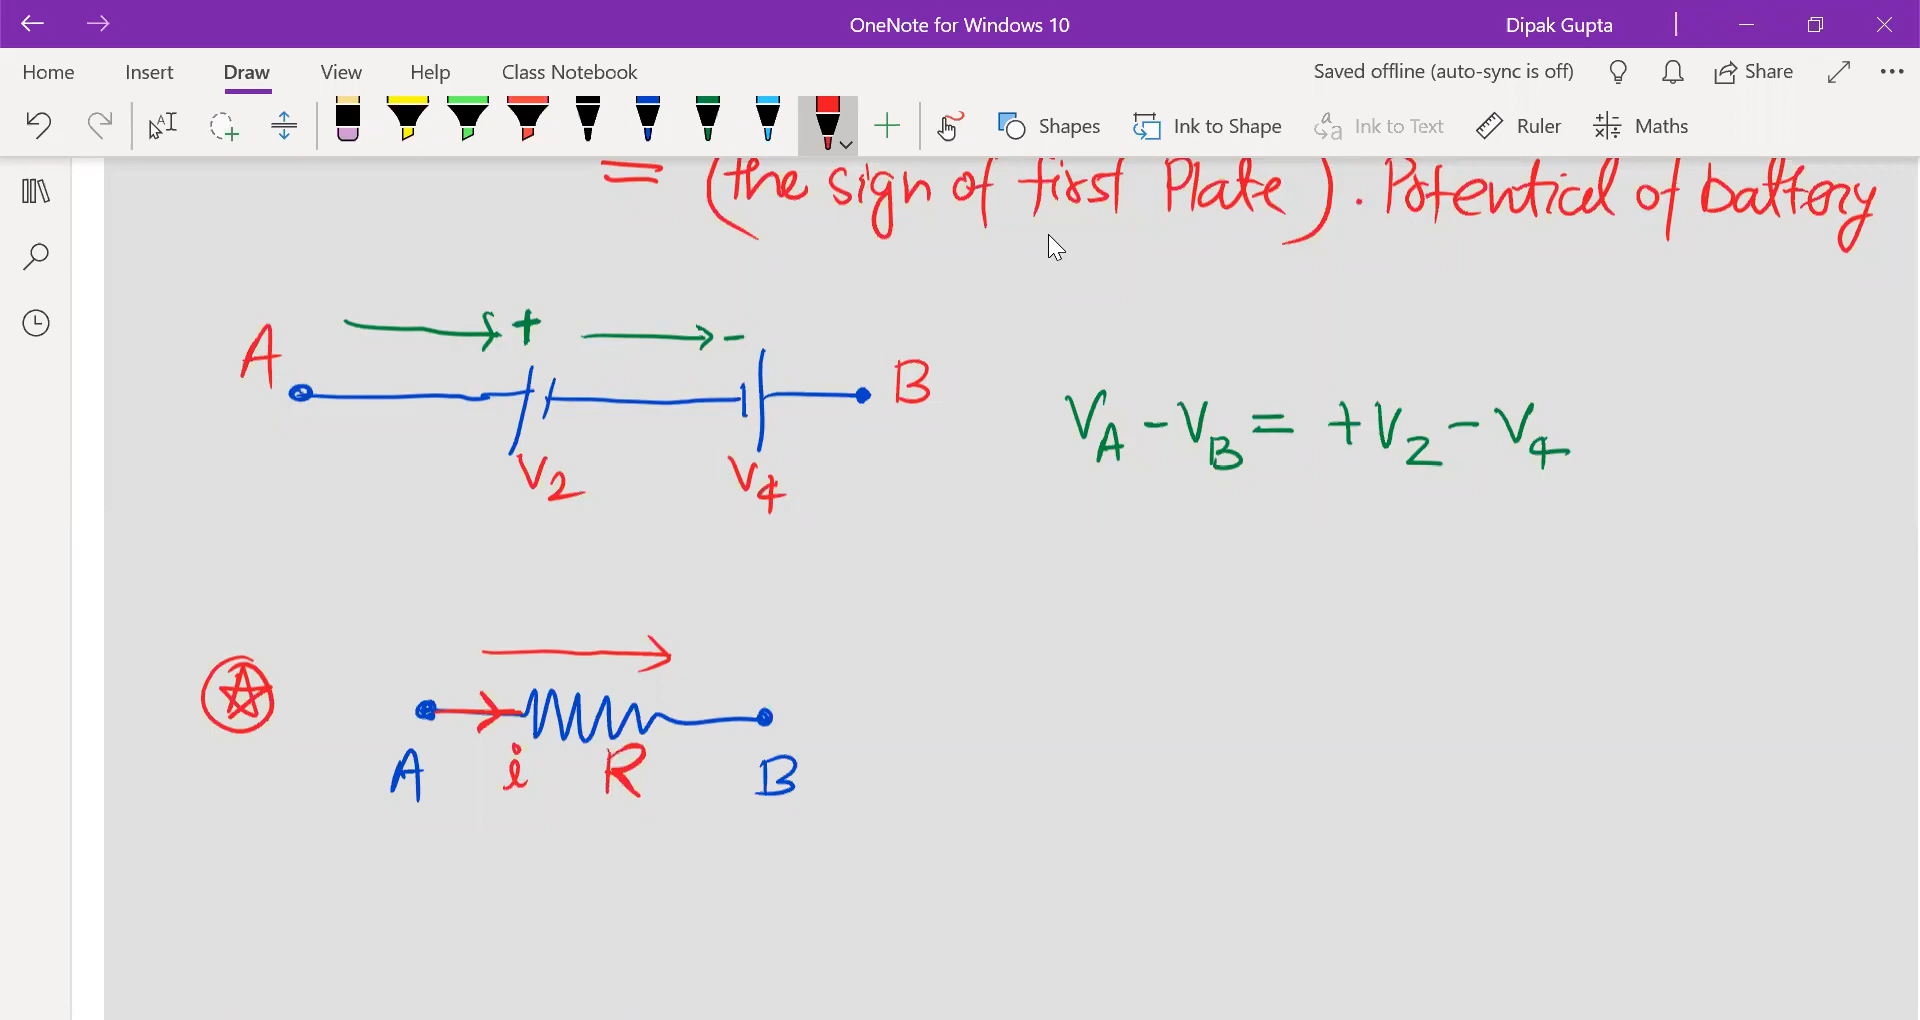 OneNote for Windows 10
Dipak Gupta
Home Insert Draw View Help Class Notebook
Saved offline (auto-sync is off) Share
Shapes Ink to Shape Ink to Text Ruler Maths
= (the sign of first Plate). Potential of battery
A + - B
V2 V4
VA - VB = +V2 - V4
A i R B